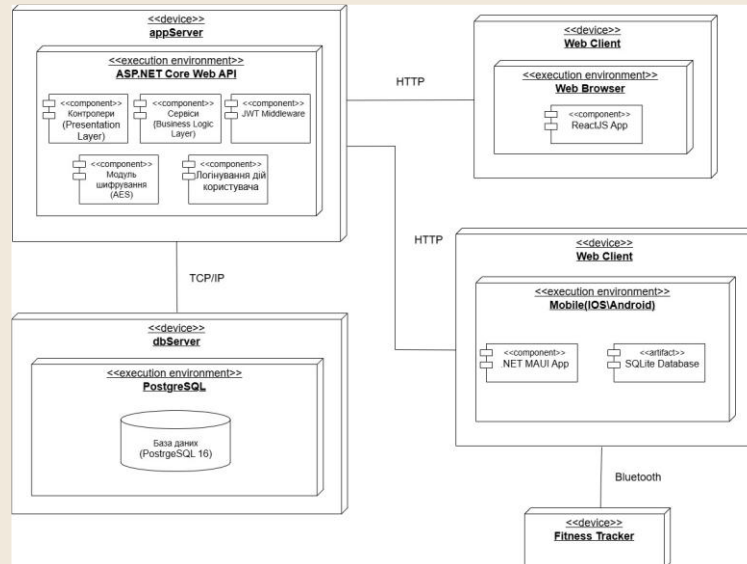 <<device>>
appServer
<<execution environment>>
ASP.NET Core Web API
<<component>>
Контролери
(Presentation
Layer)
<<component>>
Сервіси
(Business Logic
Layer)
<<component>>
JWT Middleware
<<component>>
Модуль
шифрування
(AES)
<<component>>
Логінування дій
користувача
HTTP
<<device>>
Web Client
<<execution environment>>
Web Browser
<<component>>
ReactJS App
HTTP
<<device>>
Web Client
<<execution environment>>
Mobile(IOS\Android)
<<component>>
.NET MAUI App
<<artifact>>
SQLite Database
TCP/IP
<<device>>
dbServer
<<execution environment>>
PostgreSQL
База даних
(PostrgeSQL 16)
Bluetooth
<<device>>
Fitness Tracker